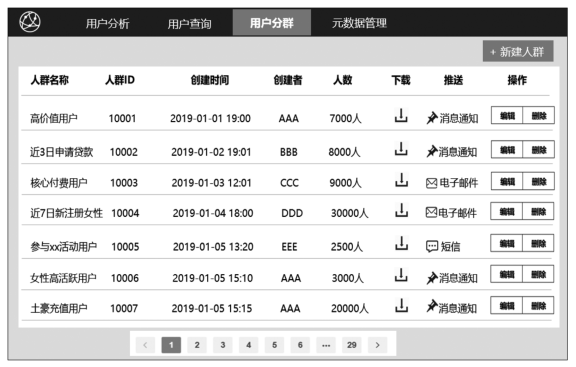 用户分析 用户查询 用户分群 元数据管理
+ 新建人群
人群名称 人群ID 创建时间 创建者 人数 下载 推送 操作
高价值用户 10001 2019-01-01 19:00 AAA 7000人 消息通知 编辑 删除
近3日申请贷款 10002 2019-01-02 19:01 BBB 8000人 消息通知 编辑 删除
核心付费用户 10003 2019-01-03 12:01 CCC 9000人 电子邮件 编辑 删除
近7日新注册女性 10004 2019-01-04 18:00 DDD 30000人 电子邮件 编辑 删除
参与xx活动用户 10005 2019-01-05 13:20 EEE 2500人 短信 编辑 删除
女性高活跃用户 10006 2019-01-05 15:10 AAA 3000人 消息通知 编辑 删除
土豪充值用户 10007 2019-01-05 15:15 AAA 20000人 消息通知 编辑 删除
< 1 2 3 4 5 6 ••• 29 >